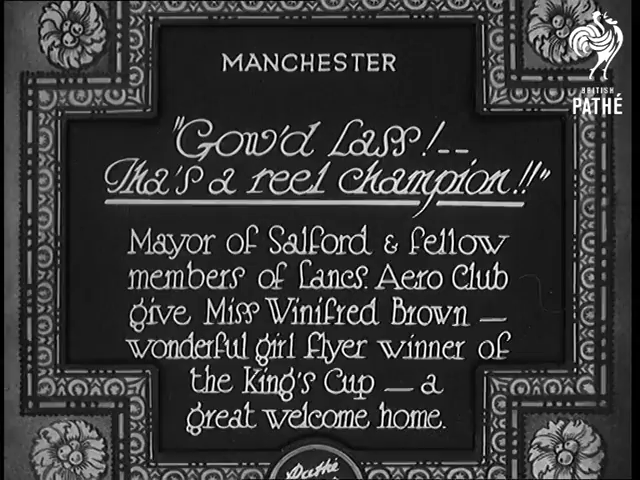 MANCHESTER
BRITISH
PATHÉ
"Gow'd Lass!--
Tha's a reel champion!!"
Mayor of Salford & fellow
members of Lancs. Aero Club
give Miss Winifred Brown —
wonderful girl flyer winner of
the King's Cup — a
great welcome home.
Pathé